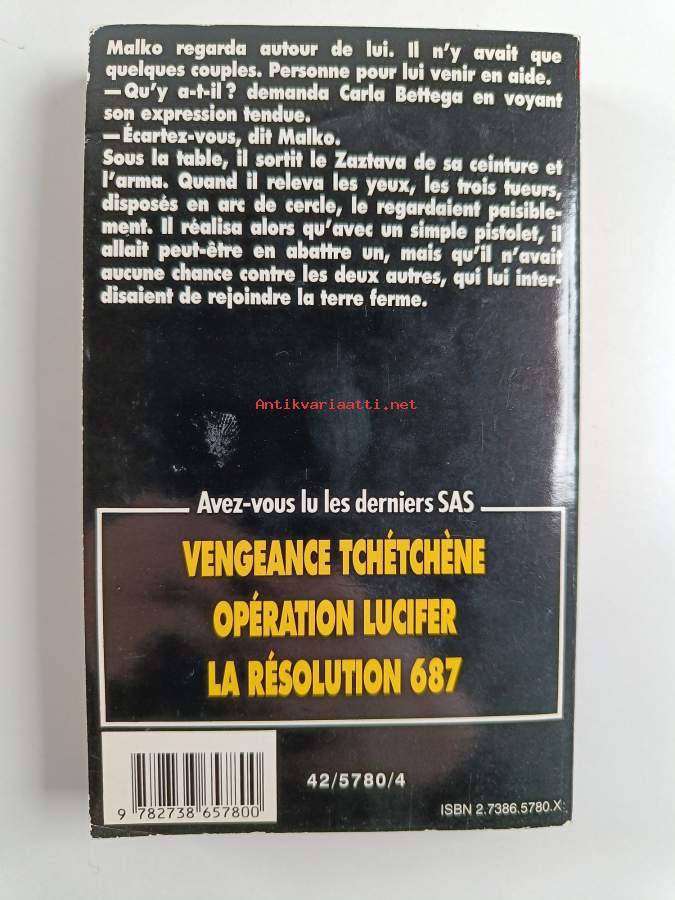 Malko regarda autour de lui. Il n'y avait que
quelques couples. Personne pour lui venir en aide.
— Qu'y a-t-il ? demanda Carla Bettega en voyant
son expression tendue.
— Écartez-vous, dit Malko.
Sous la table, il sortit le Zaztava de sa ceinture et
l'arma. Quand il releva les yeux, les trois tueurs,
disposés en arc de cercle, le regardaient paisible-
ment. Il réalisa alors qu'avec un simple pistolet, il
allait peut-être en abattre un, mais qu'il n'avait
aucune chance contre les deux autres, qui lui inter-
disaient de rejoindre la terre ferme.
Antikvariaatti.net
Avez-vous lu les derniers SAS
VENGEANCE TCHÉTCHÈNE
OPÉRATION LUCIFER
LA RÉSOLUTION 687
42/5780/4
9 782738 657800
ISBN 2.7386.5780.X